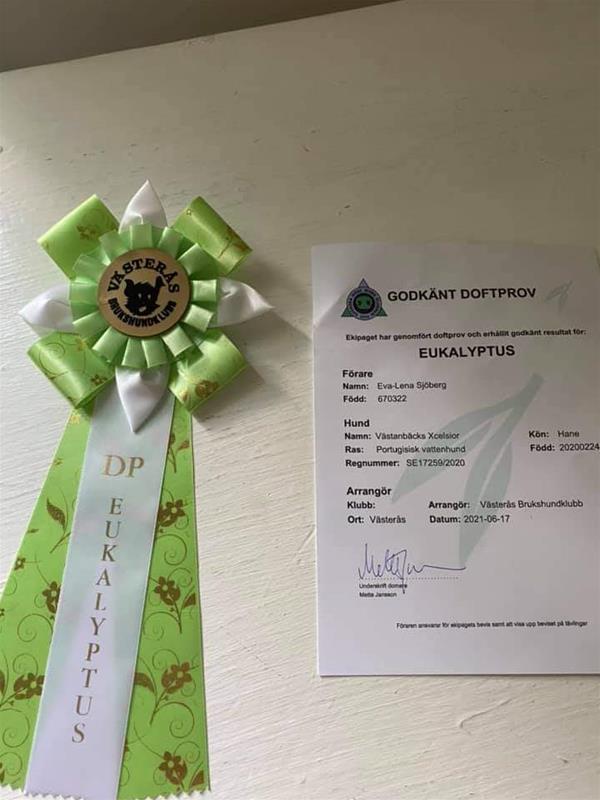 VÄSTERÅS
BRUKSHUNDKLUBB
DP
EUKALYPTUS
GODKÄNT DOFTPROV
Ekipaget har genomfört doftprov och erhållit godkänt resultat för:
EUKALYPTUS
Förare
Namn: Eva-Lena Sjöberg
Född: 670322
Hund
Namn: Västanbäcks Xcelsior Kön: Hane
Ras: Portugisisk vattenhund Född: 20200224
Regnummer: SE17259/2020
Arrangör
Klubb: Arrangör: Västerås Brukshundklubb
Ort: Västerås Datum: 2021-06-17
Underskrift domare
Mette Jansson
Föraren ansvarar för ekipagets bevis samt att visa upp beviset på tävlingar